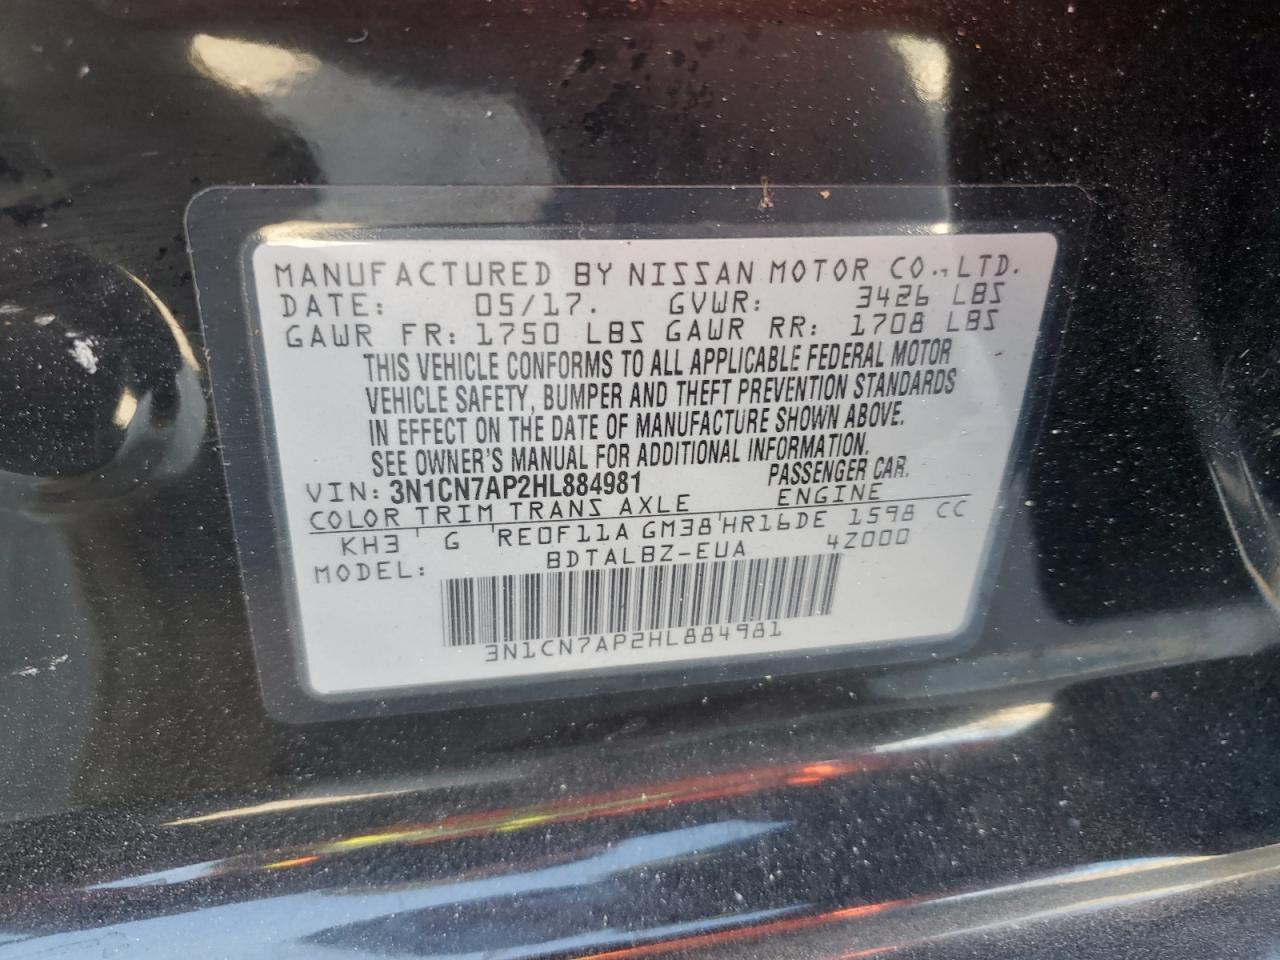 MANUFACTURED BY NISSAN MOTOR CO., LTD.
DATE: 05/17. GVWR: 3426 LBS
GAWR FR: 1750 LBS GAWR RR: 1708 LBS
THIS VEHICLE CONFORMS TO ALL APPLICABLE FEDERAL MOTOR
VEHICLE SAFETY, BUMPER AND THEFT PREVENTION STANDARDS
IN EFFECT ON THE DATE OF MANUFACTURE SHOWN ABOVE.
SEE OWNER'S MANUAL FOR ADDITIONAL INFORMATION.
VIN: 3N1CN7AP2HL884981 PASSENGER CAR.
COLOR TRIM TRANS AXLE ENGINE
KH3 G RE0F11A GM38 HR16DE 1598 CC
MODEL: BDTALBZ-EUA 4Z000
3N1CN7AP2HL884981